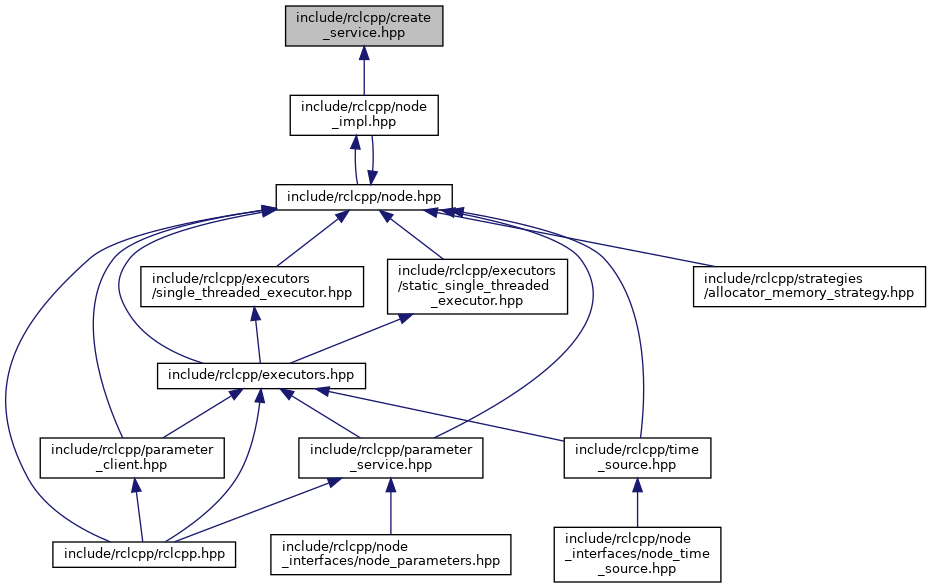 include/rclcpp/create
_service.hpp
include/rclcpp/node
_impl.hpp
include/rclcpp/node.hpp
include/rclcpp/executors
/single_threaded_executor.hpp
include/rclcpp/executors
/static_single_threaded
_executor.hpp
include/rclcpp/strategies
/allocator_memory_strategy.hpp
include/rclcpp/executors.hpp
include/rclcpp/parameter
_client.hpp
include/rclcpp/parameter
_service.hpp
include/rclcpp/time
_source.hpp
include/rclcpp/rclcpp.hpp
include/rclcpp/node
_interfaces/node_parameters.hpp
include/rclcpp/node
_interfaces/node_time
_source.hpp